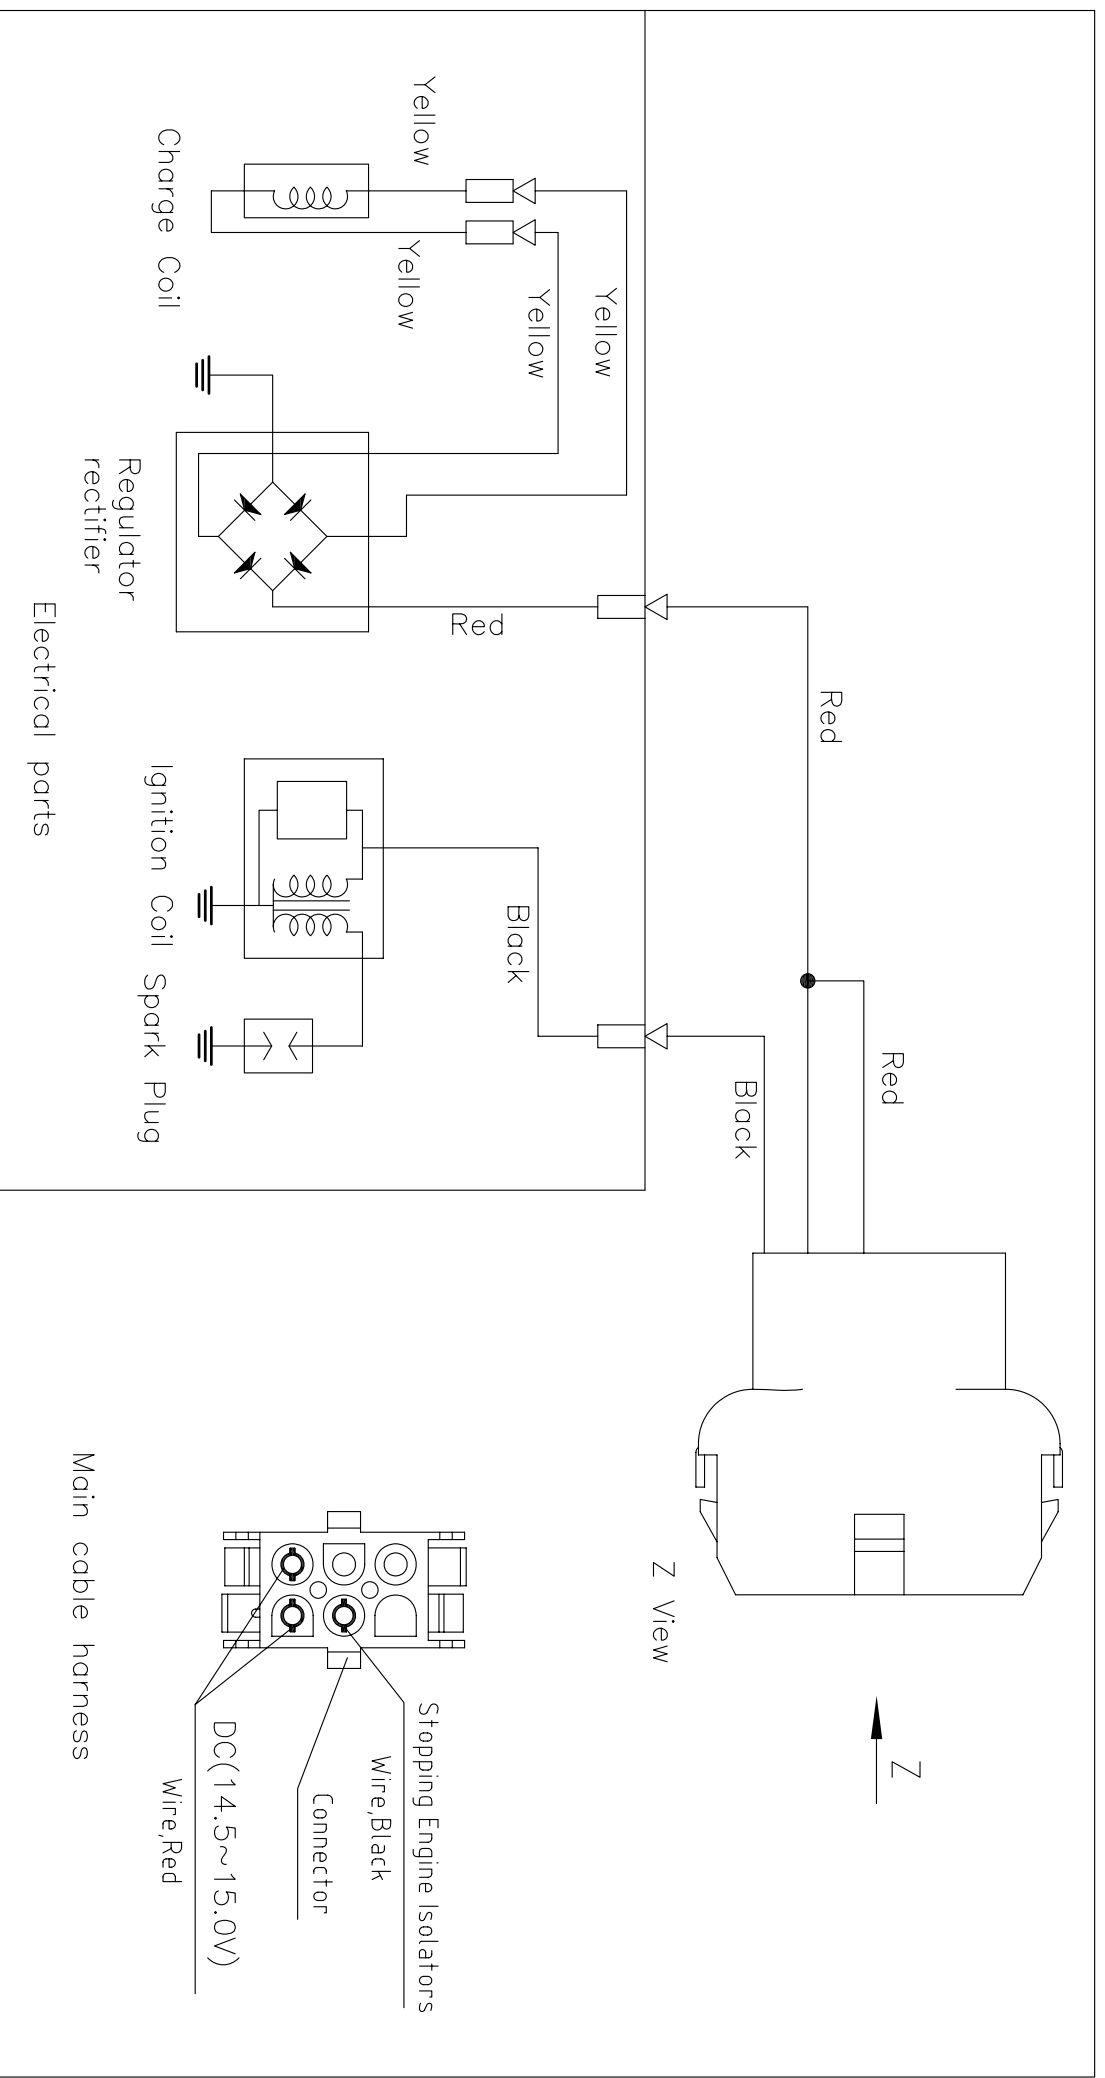 Yellow
Yellow
Yellow
Yellow
Charge Coil
Regulator
rectifier
Red
Red
Red
Black
Black
Ignition Coil
Spark Plug
Electrical parts
Z
Z View
Stopping Engine Isolators
Wire,Black
Connector
DC(14.5~15.0V)
Wire,Red
Main cable harness